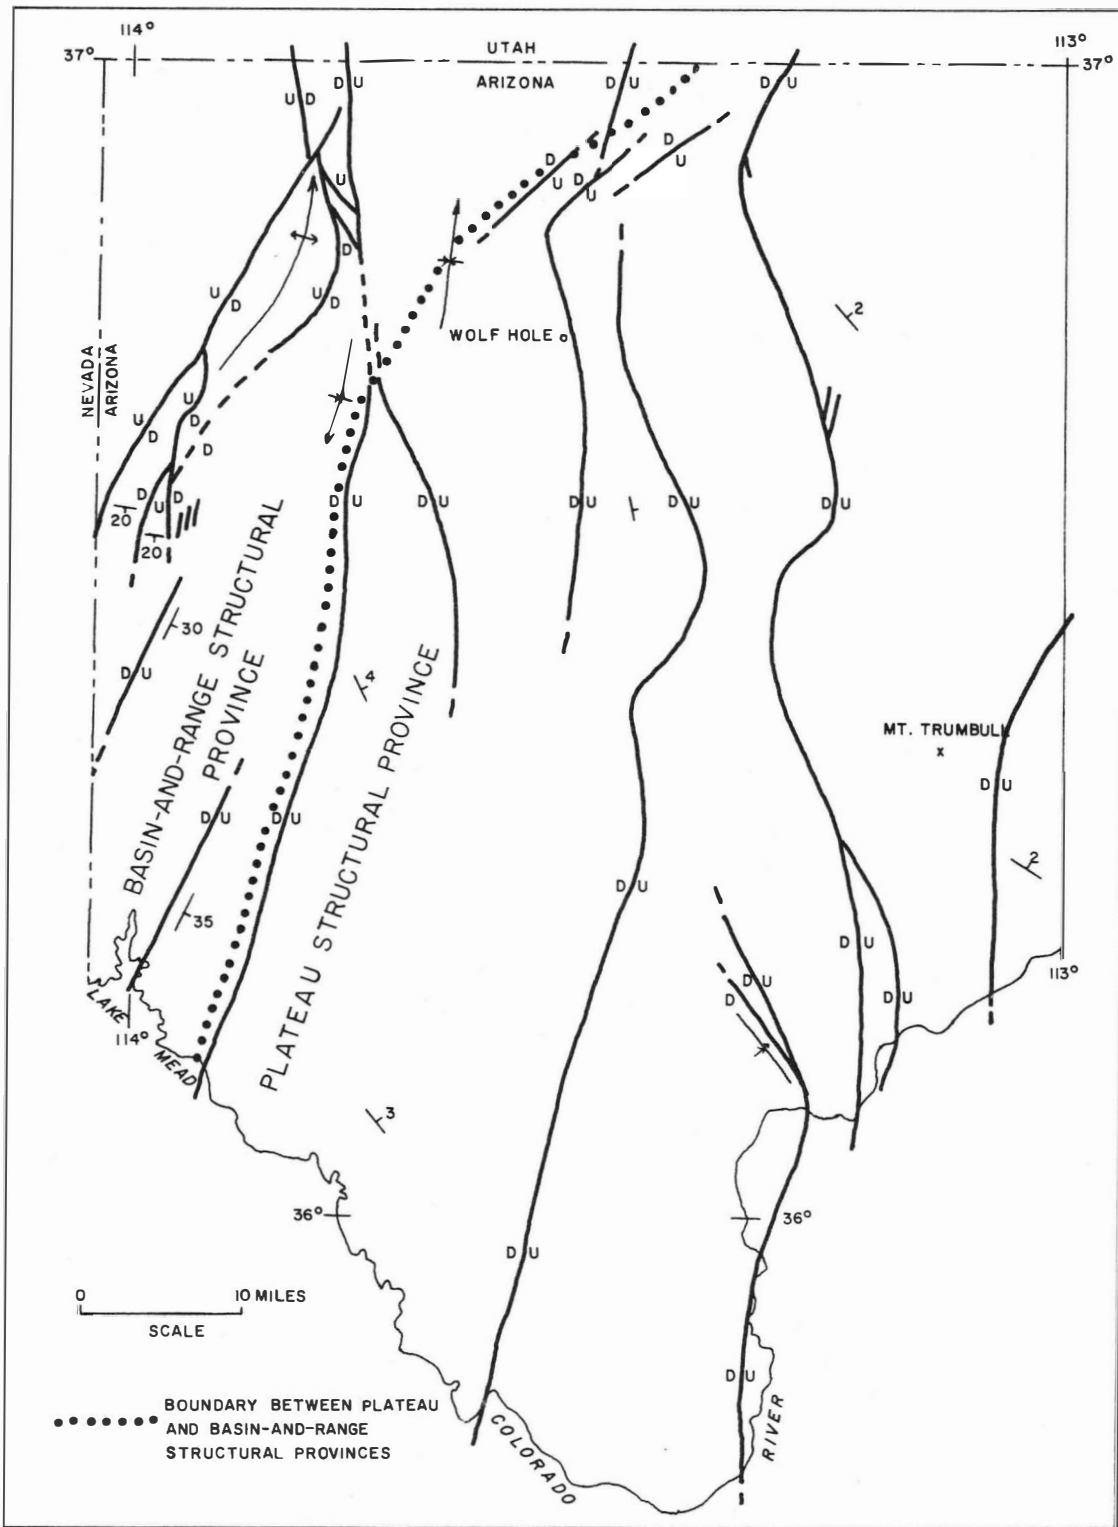 114°
UTAH
113°
37°
37°
ARIZONA
D U
D U
D U
U D
D
D
U
U
D
U
U
U
D
U D
U D
2
WOLF HOLE
NEVADA
ARIZONA
U
U
D
D
D
D
U
D
20
D U
D U
D U
D U
D U
20
30
D U
4
BASIN-AND-RANGE STRUCTURAL
PROVINCE
PLATEAU STRUCTURAL PROVINCE
MT. TRUMBULL
x
D U
D U
D U
2
D U
35
D U
D U
D U
D
113°
LAKE
MEAD
114°
3
36°
36°
D U
0
10 MILES
SCALE
D U
BOUNDARY BETWEEN PLATEAU
AND BASIN-AND-RANGE
STRUCTURAL PROVINCES
COLORADO
RIVER